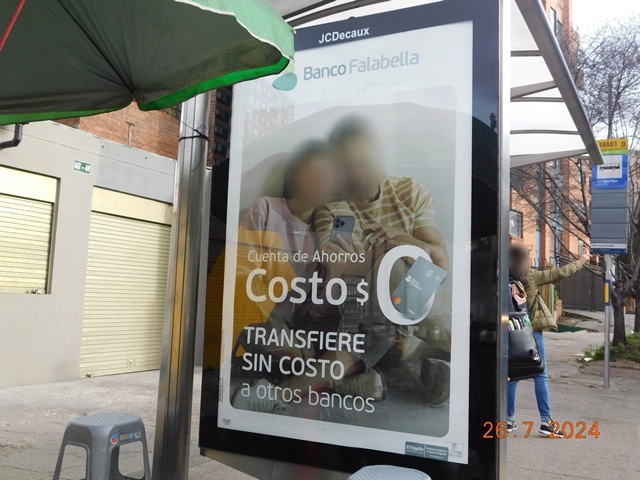 JCDecaux
Banco Falabella
Cuenta de Ahorros
Costo $0
TRANSFIERE
SIN COSTO
a otros bancos
26.7.2024